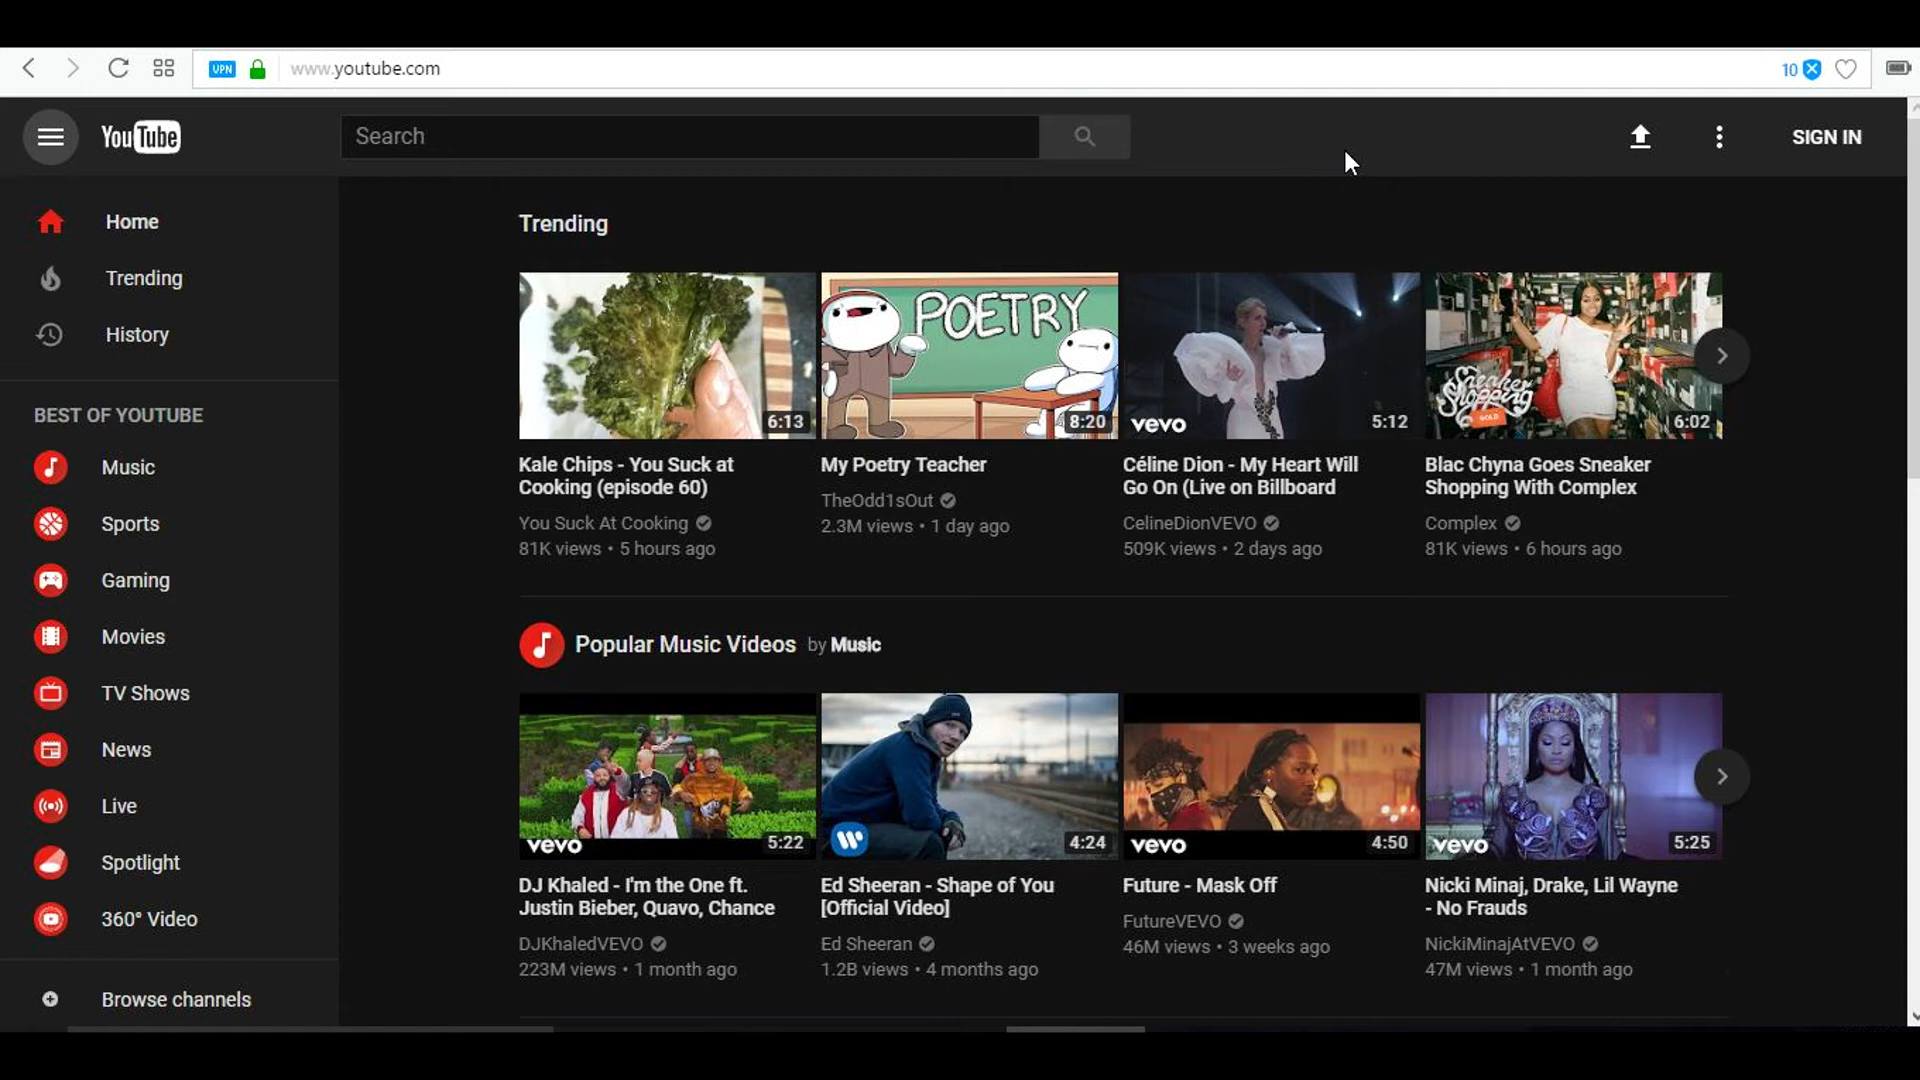 VPN
www.youtube.com
10
YouTube
Search
SIGN IN
Home
Trending
History
BEST OF YOUTUBE
Music
Sports
Gaming
Movies
TV Shows
News
Live
Spotlight
360° Video
Browse channels
Trending
6:13
POETRY
8:20
vevo
5:12
Sneaker
Shopping
SOLD
6:02
Kale Chips - You Suck at
Cooking (episode 60)
You Suck At Cooking
81K views • 5 hours ago
My Poetry Teacher
TheOdd1sOut
2.3M views • 1 day ago
Céline Dion - My Heart Will
Go On (Live on Billboard
CelineDionVEVO
509K views • 2 days ago
Blac Chyna Goes Sneaker
Shopping With Complex
Complex
81K views • 6 hours ago
Popular Music Videos by Music
vevo
5:22
4:24
vevo
4:50
vevo
5:25
DJ Khaled - I'm the One ft.
Justin Bieber, Quavo, Chance
DJKhaledVEVO
223M views • 1 month ago
Ed Sheeran - Shape of You
[Official Video]
Ed Sheeran
1.2B views • 4 months ago
Future - Mask Off
FutureVEVO
46M views • 3 weeks ago
Nicki Minaj, Drake, Lil Wayne
- No Frauds
NickiMinajAtVEVO
47M views • 1 month ago